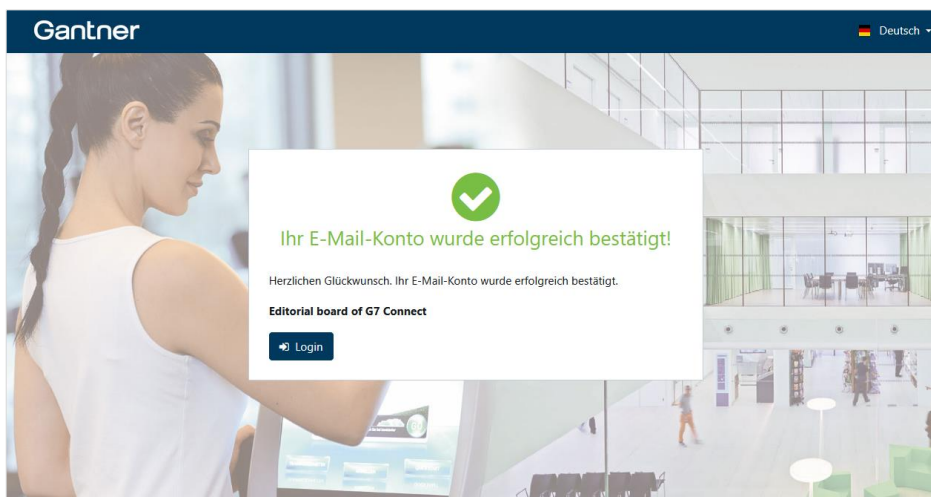 Gantner
Deutsch
Ihr E-Mail-Konto wurde erfolgreich bestätigt!
Herzlichen Glückwunsch. Ihr E-Mail-Konto wurde erfolgreich bestätigt.
Editorial board of G7 Connect
Login